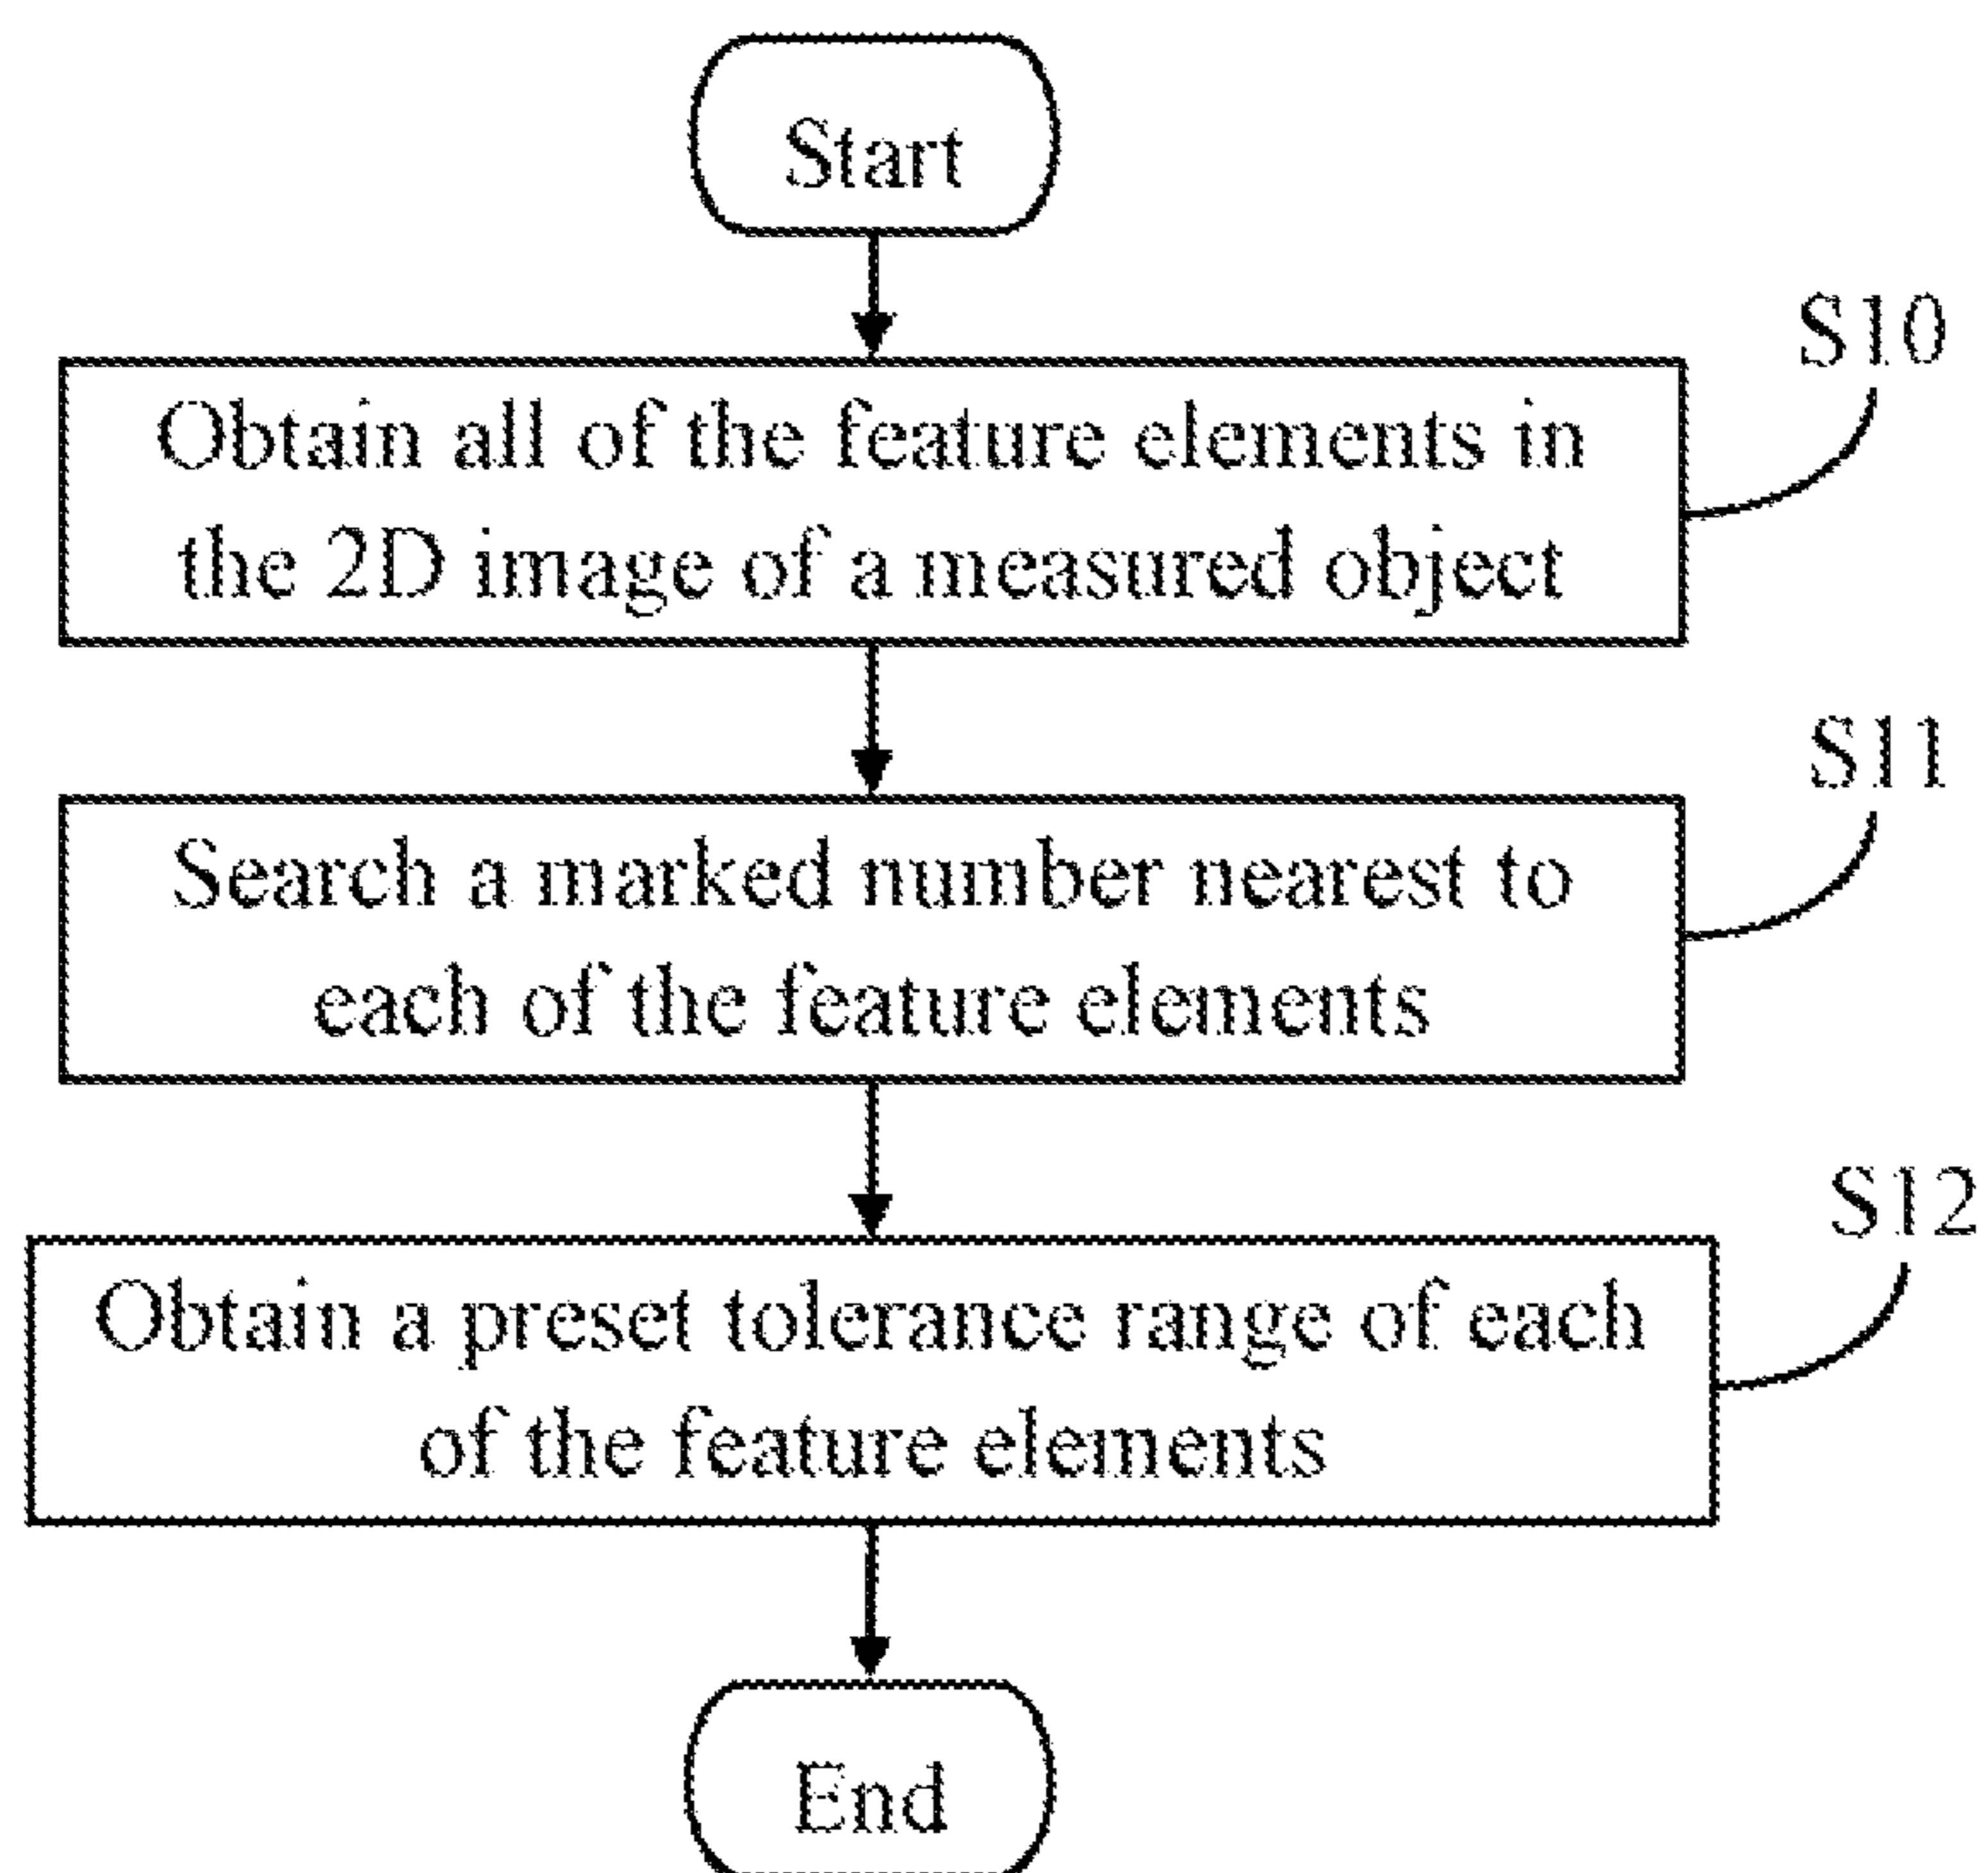 Start
S10
Obtain all of the feature elements in
the 2D image of a measured object
S11
Search a marked number nearest to
each of the feature elements
S12
Obtain a preset tolerance range of each
of the feature elements
End